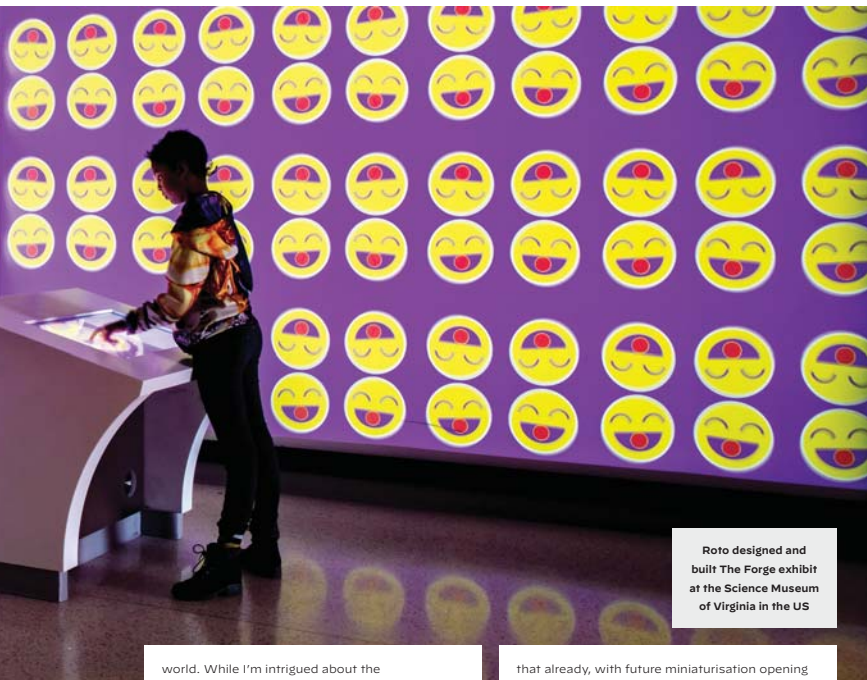 Roto designed and
built The Forge exhibit
at the Science Museum
of Virginia in the US
world. While I'm intrigued about the
that already, with future miniaturisation opening